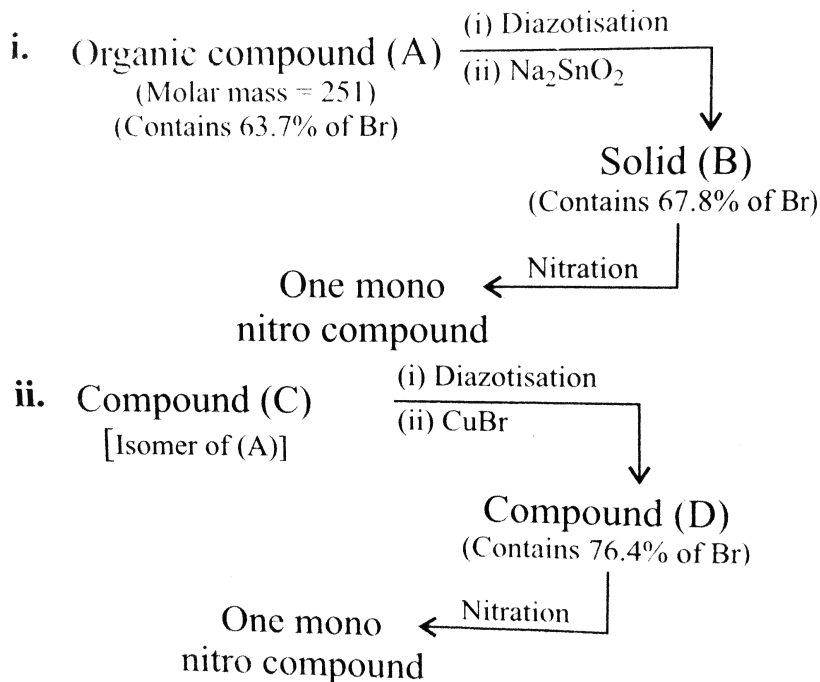 i. Organic compound (A) (i) Diazotisation
(ii) Na₂SnO₂
(Molar mass = 251)
(Contains 63.7% of Br)
Solid (B)
(Contains 67.8% of Br)
Nitration
One mono
nitro compound
ii. Compound (C) (i) Diazotisation
(ii) CuBr
[Isomer of (A)]
Compound (D)
(Contains 76.4% of Br)
Nitration
One mono
nitro compound